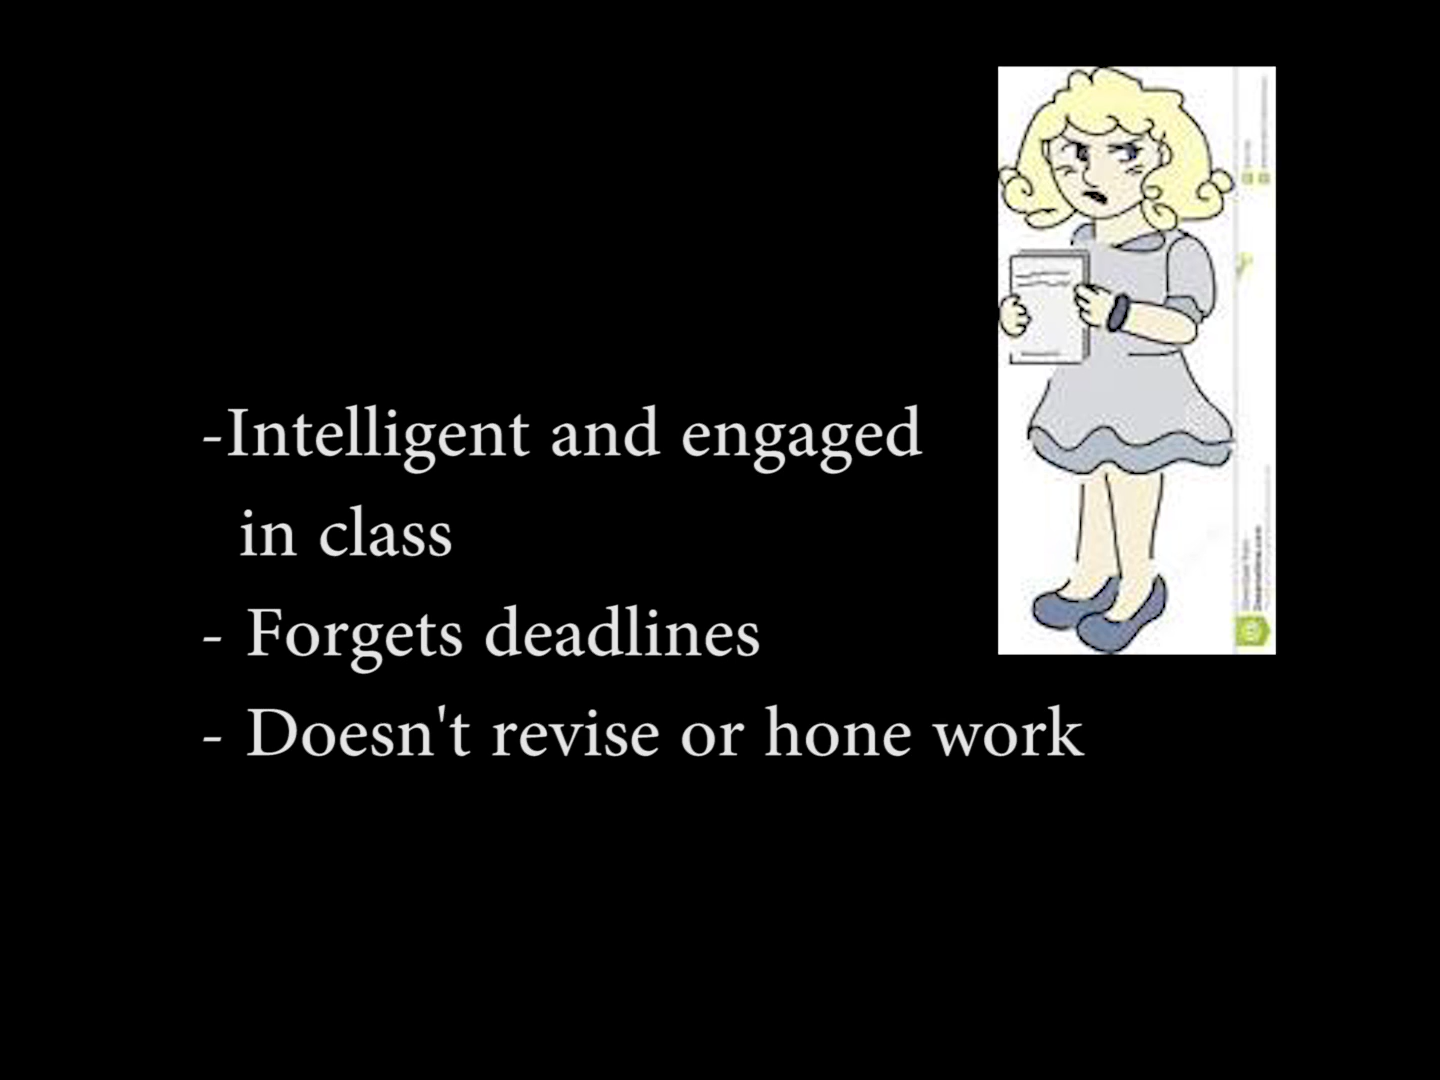 -Intelligent and engaged
in class
- Forgets deadlines
- Doesn't revise or hone work